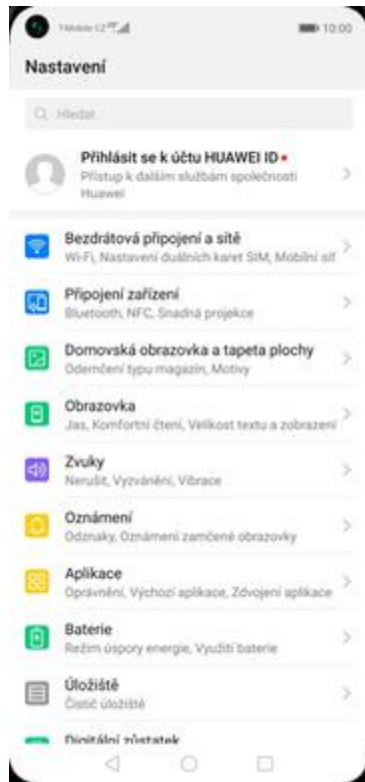 T-Mobile CZ
10:00
Nastavení
Hledat
Přihlásit se k účtu HUAWEI ID
Přístup k dalším službám společnosti
Huawei
Bezdrátová připojení a sítě
Wi-Fi, Nastavení duálních karet SIM, Mobilní síť
Připojení zařízení
Bluetooth, NFC, Snadná projekce
Domovská obrazovka a tapeta plochy
Odemčení typu magazín, Motivy
Obrazovka
Jas, Komfortní čtení, Velikost textu a zobrazení
Zvuky
Nerušit, Vyzvánění, Vibrace
Oznámení
Odznaky, Oznámení zamčené obrazovky
Aplikace
Oprávnění, Výchozí aplikace, Zdvojení aplikace
Baterie
Režim úspory energie, Využití baterie
Úložiště
Čistič úložiště
Digitální zůstatek